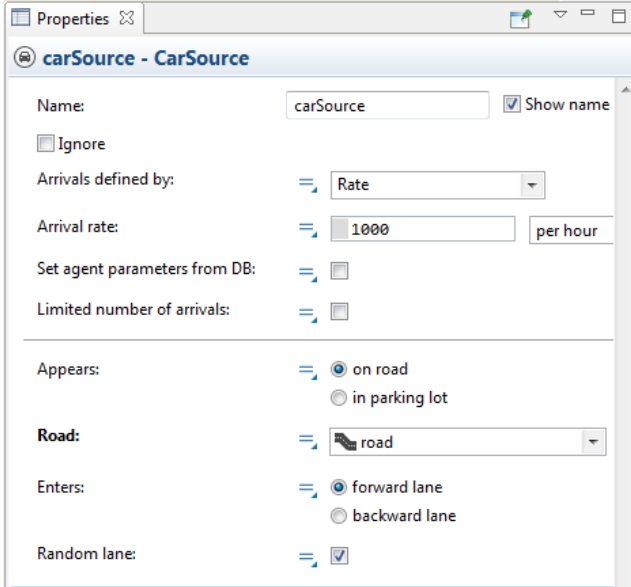 Properties
carSource - CarSource
Name: carSource Show name
Ignore
Arrivals defined by: Rate
Arrival rate: 1000 per hour
Set agent parameters from DB:
Limited number of arrivals:
Appears: on road
in parking lot
Road: road
Enters: forward lane
backward lane
Random lane: